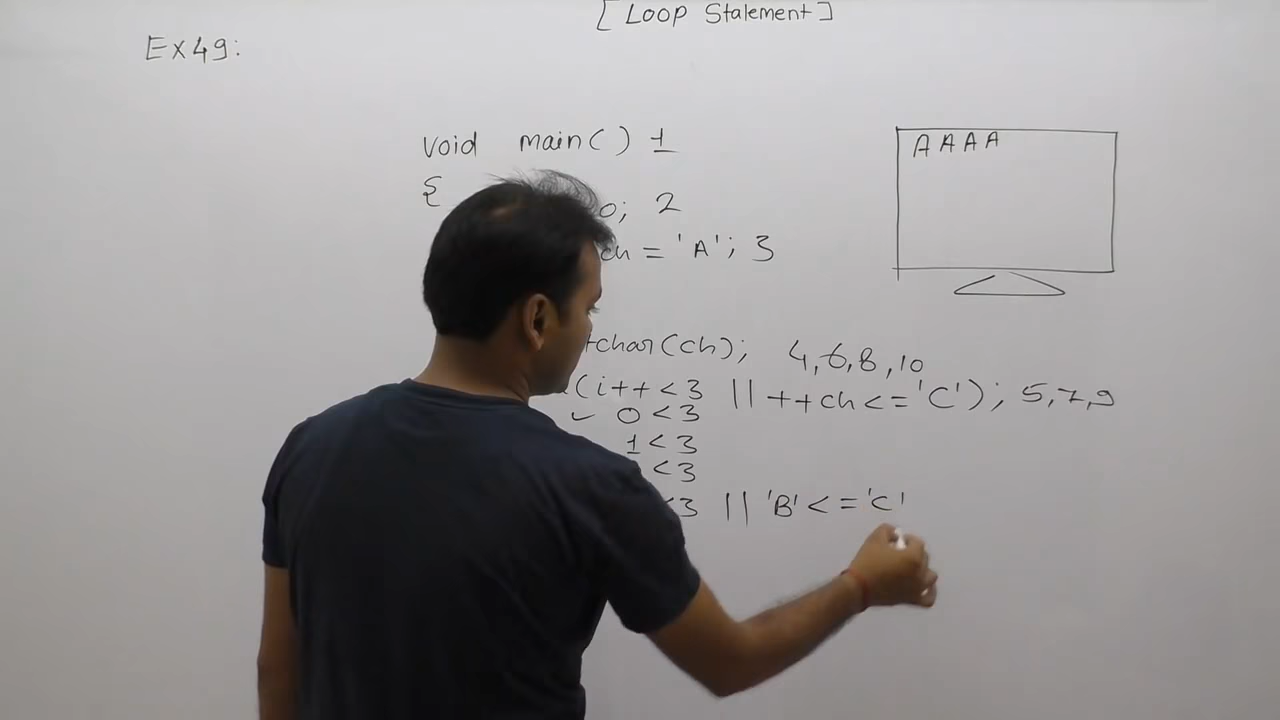 [Loop Statement]
Ex49:
void main() 1
{
0; 2
ch = 'A'; 3
tchar(ch); 4,6,8,10
(i++<3 || ++ch<='C'); 5,7,9
✓ 0<3
1<3
<3
<3 || 'B'<='C'
A A A A